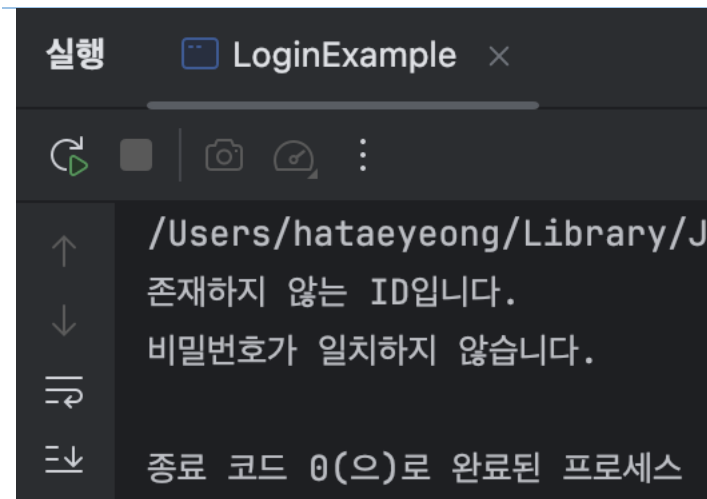 실행 LoginExample
/Users/hataeyeong/Library/J
존재하지 않는 ID입니다.
비밀번호가 일치하지 않습니다.
종료 코드 0(으)로 완료된 프로세스